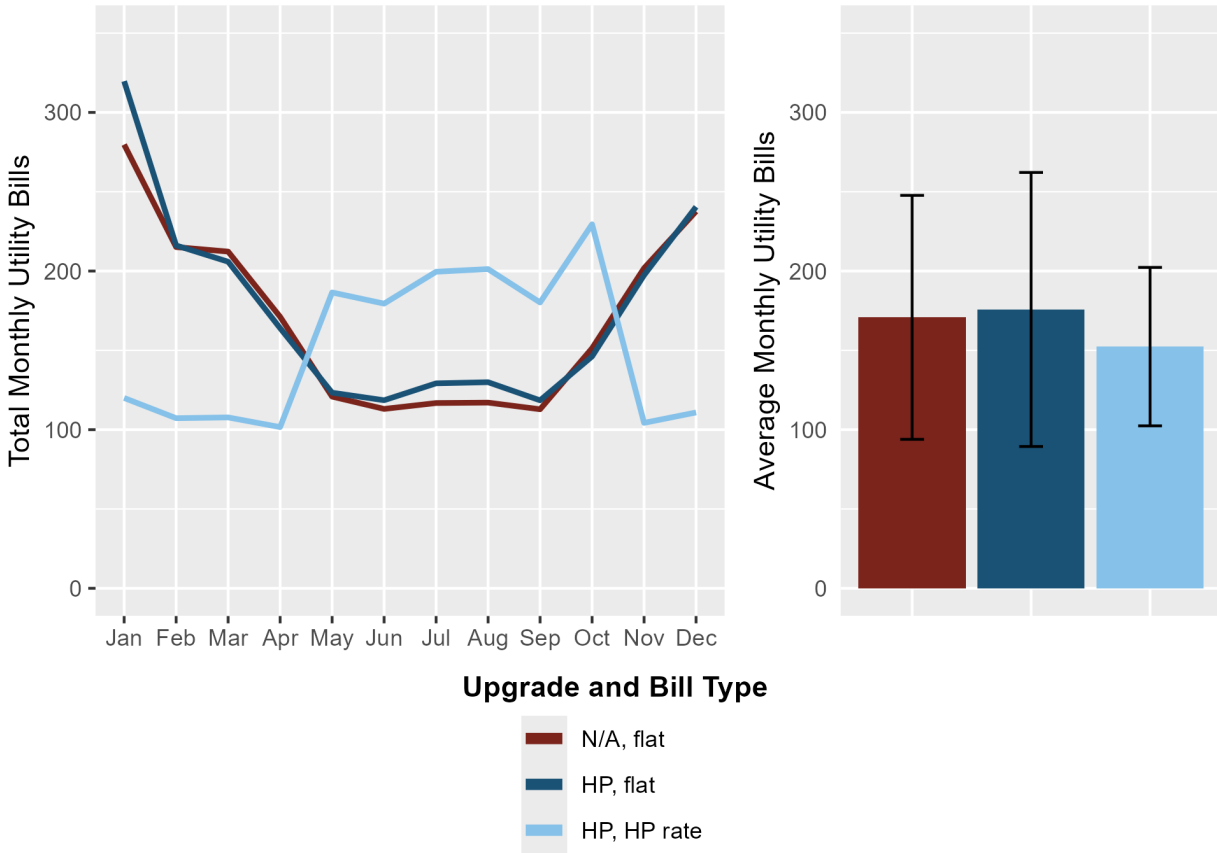 Total Monthly Utility Bills
300
200
100
0
Jan Feb Mar Apr May Jun Jul Aug Sep Oct Nov Dec
Average Monthly Utility Bills
300
200
100
0
Upgrade and Bill Type
N/A, flat
HP, flat
HP, HP rate